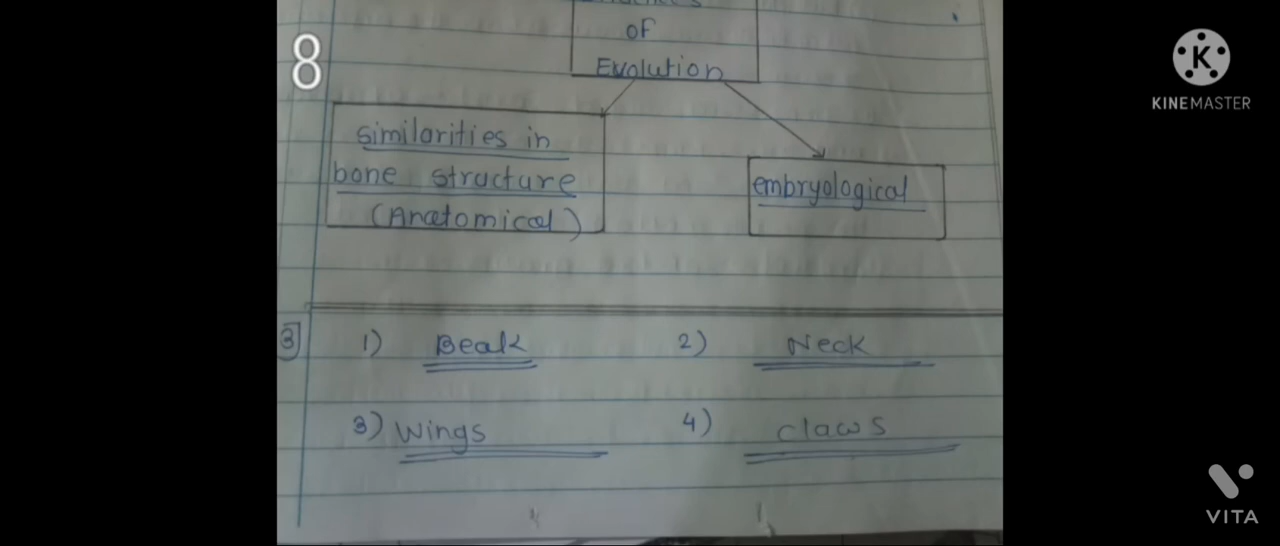 of
Evolution
8
similarities in
bone structure
(Anatomical)
embryological
3
1) Beak
2) Neck
3) Wings
4) claws
K
KINEMASTER
VITA